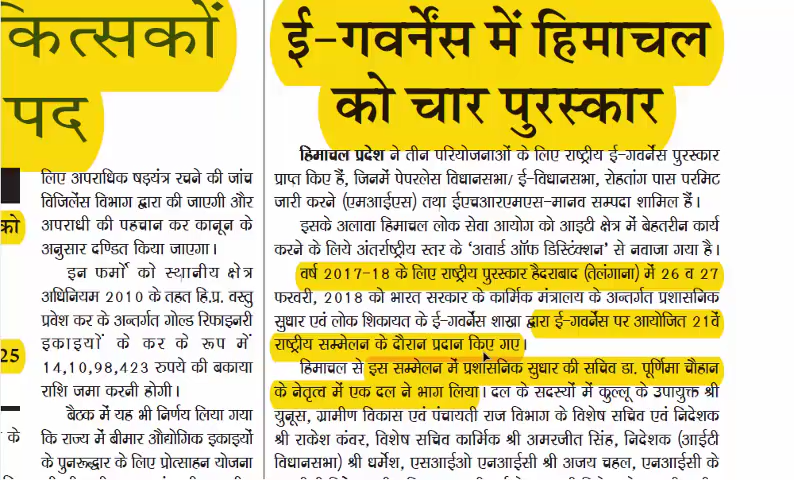 कित्सकों
पद
को
25
के
लिए अपराधिक षड्यंत्र रचने की जांच
विजिलेंस विभाग द्वारा की जाएगी और
अपराधी की पहचान कर कानून के
अनुसार दण्डित किया जाएगा।
इन फर्मों को स्थानीय क्षेत्र
अधिनियम 2010 के तहत हि.प्र. वस्तु
प्रवेश कर के अन्तर्गत गोल्ड रिफाइनरी
इकाइयों के कर के रूप में
14,10,98,423 रुपये की बकाया
राशि जमा करनी होगी।
बैठक में यह भी निर्णय लिया गया
कि राज्य में बीमार औद्योगिक इकाइयों
के पुनरूद्धार के लिए प्रोत्साहन योजना
ई-गवर्नेंस में हिमाचल
को चार पुरस्कार
हिमाचल प्रदेश ने तीन परियोजनाओं के लिए राष्ट्रीय ई-गवर्नेंस पुरस्कार
प्राप्त किए हैं, जिनमें पेपरलेस विधानसभा/ ई-विधानसभा, रोहतांग पास परमिट
जारी करने (एमआईएस) तथा ईएचआरएमएस-मानव सम्पदा शामिल हैं।
इसके अलावा हिमाचल लोक सेवा आयोग को आइटी क्षेत्र में बेहतरीन कार्य
करने के लिये अंतर्राष्ट्रीय स्तर के 'अवार्ड ऑफ डिस्टिंक्शन' से नवाजा गया है।
वर्ष 2017-18 के लिए राष्ट्रीय पुरस्कार हैदराबाद (तेलंगाना) में 26 व 27
फरवरी, 2018 को भारत सरकार के कार्मिक मंत्रालय के अन्तर्गत प्रशासनिक
सुधार एवं लोक शिकायत के ई-गवर्नेंस शाखा द्वारा ई-गवर्नेंस पर आयोजित 21वें
राष्ट्रीय सम्मेलन के दौरान प्रदान किए गए।
हिमाचल से इस सम्मेलन में प्रशासनिक सुधार की सचिव डा. पूर्णिमा चौहान
के नेतृत्व में एक दल ने भाग लिया। दल के सदस्यों में कुल्लू के उपायुक्त श्री
यूनूस, ग्रामीण विकास एवं पंचायती राज विभाग के विशेष सचिव एवं निदेशक
श्री राकेश कंवर, विशेष सचिव कार्मिक श्री अमरजीत सिंह, निदेशक (आईटी
विधानसभा) श्री धर्मेश, एसआईओ एनआईसी श्री अजय चहल, एनआईसी के